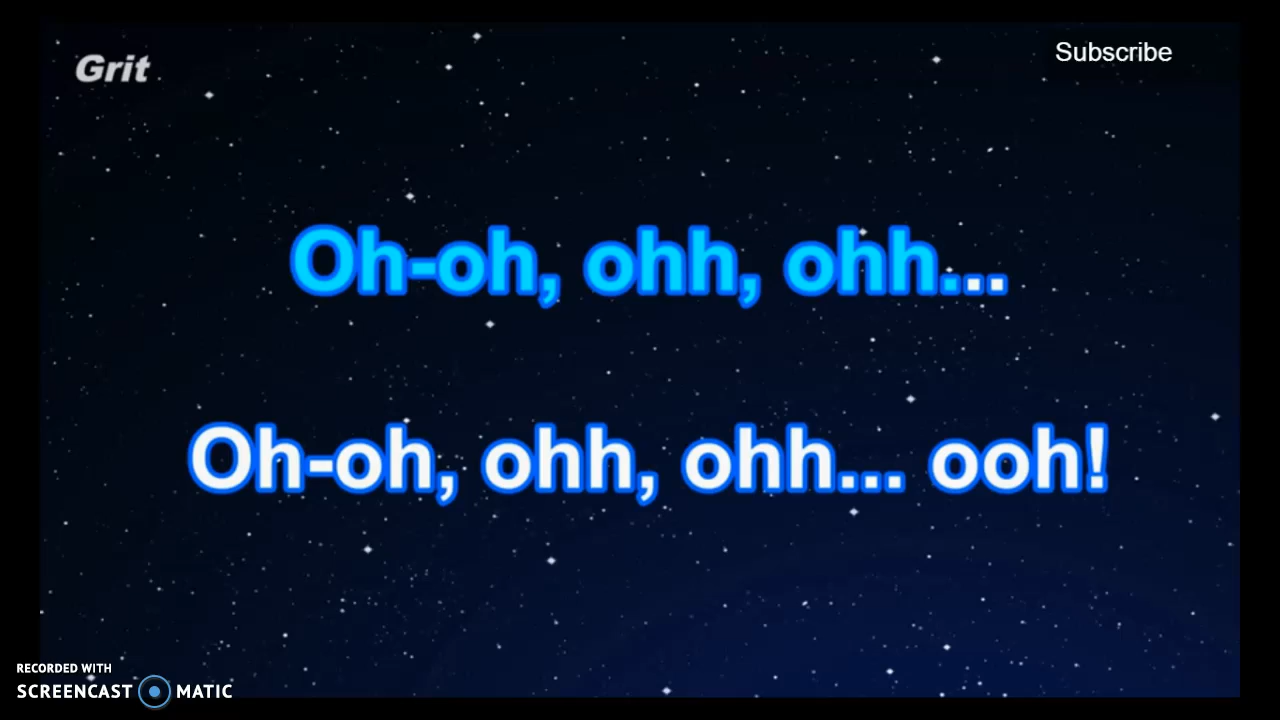 Grit
Subscribe
Oh-oh, ohh, ohh...
Oh-oh, ohh, ohh... ooh!
RECORDED WITH
SCREENCAST MATIC